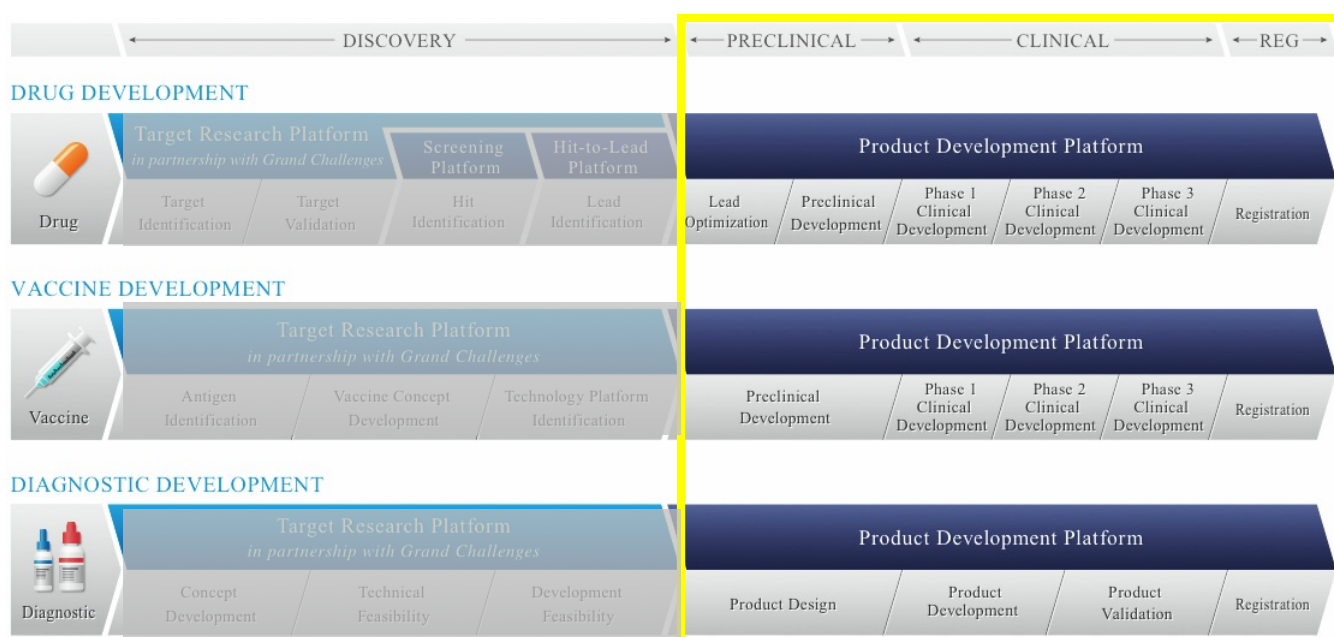 DISCOVERY PRECLINICAL CLINICAL REG
DRUG DEVELOPMENT
Target Research Platform
in partnership with Grand Challenges
Screening
Platform
Hit-to-Lead
Platform
Product Development Platform
Drug
Target
Identification
Target
Validation
Hit
Identification
Lead
Identification
Lead
Optimization
Preclinical
Development
Phase 1
Clinical
Development
Phase 2
Clinical
Development
Phase 3
Clinical
Development
Registration
VACCINE DEVELOPMENT
Target Research Platform
in partnership with Grand Challenges
Product Development Platform
Vaccine
Antigen
Identification
Vaccine Concept
Development
Technology Platform
Identification
Preclinical
Development
Phase 1
Clinical
Development
Phase 2
Clinical
Development
Phase 3
Clinical
Development
Registration
DIAGNOSTIC DEVELOPMENT
Target Research Platform
in partnership with Grand Challenges
Product Development Platform
Diagnostic
Concept
Development
Technical
Feasibility
Development
Feasibility
Product Design
Product
Development
Product
Validation
Registration